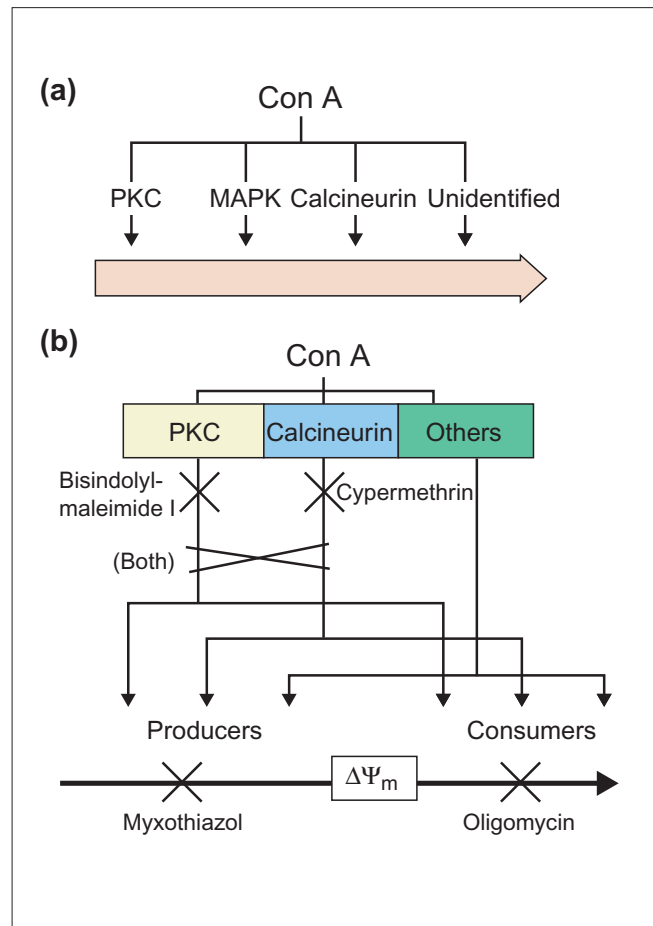 (a)
Con A
PKC MAPK Calcineurin Unidentified
(b)
Con A
PKC Calcineurin Others
Bisindolyl-
maleimide I
Cypermethrin
(Both)
Producers Consumers
ΔΨm
Myxothiazol Oligomycin